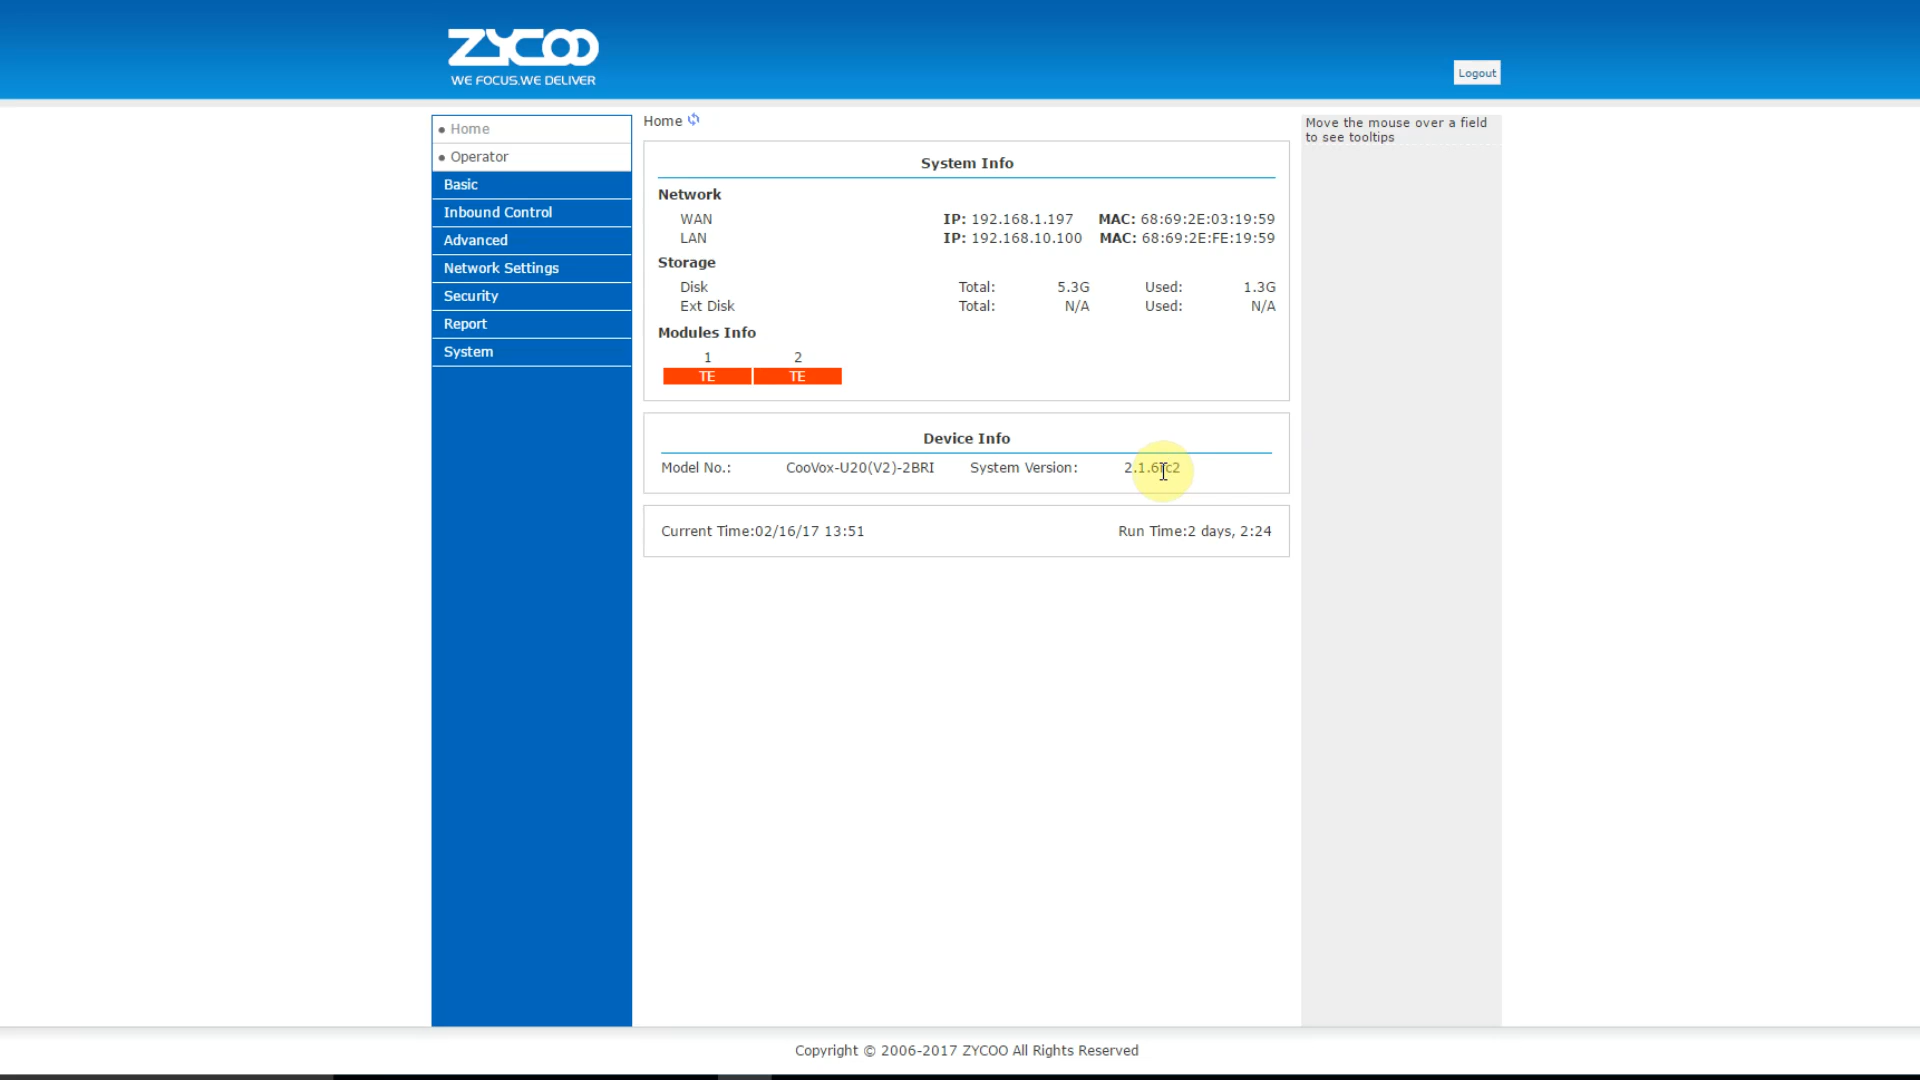 ZYCOO
WE FOCUS.WE DELIVER
Logout
Home
Operator
Basic
Inbound Control
Advanced
Network Settings
Security
Report
System
Home
System Info
Network
WAN IP: 192.168.1.197 MAC: 68:69:2E:03:19:59
LAN IP: 192.168.10.100 MAC: 68:69:2E:FE:19:59
Storage
Disk Total: 5.3G Used: 1.3G
Ext Disk Total: N/A Used: N/A
Modules Info
1 2
TE TE
Device Info
Model No.: CooVox-U20(V2)-2BRI System Version: 2.1.6rc2
Current Time:02/16/17 13:51 Run Time:2 days, 2:24
Move the mouse over a field
to see tooltips
Copyright © 2006-2017 ZYCOO All Rights Reserved